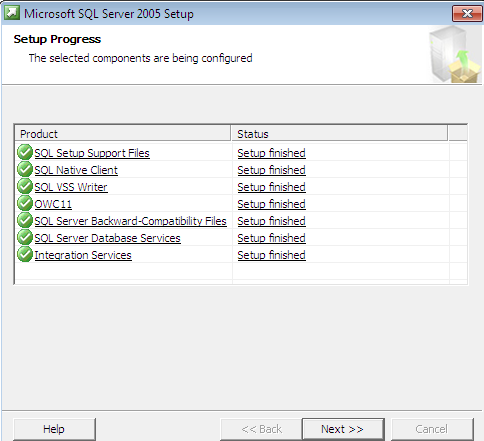 Microsoft SQL Server 2005 Setup
Setup Progress
The selected components are being configured
Product Status
SQL Setup Support Files Setup finished
SQL Native Client Setup finished
SQL VSS Writer Setup finished
OWC11 Setup finished
SQL Server Backward-Compatibility Files Setup finished
SQL Server Database Services Setup finished
Integration Services Setup finished
Help << Back Next >> Cancel